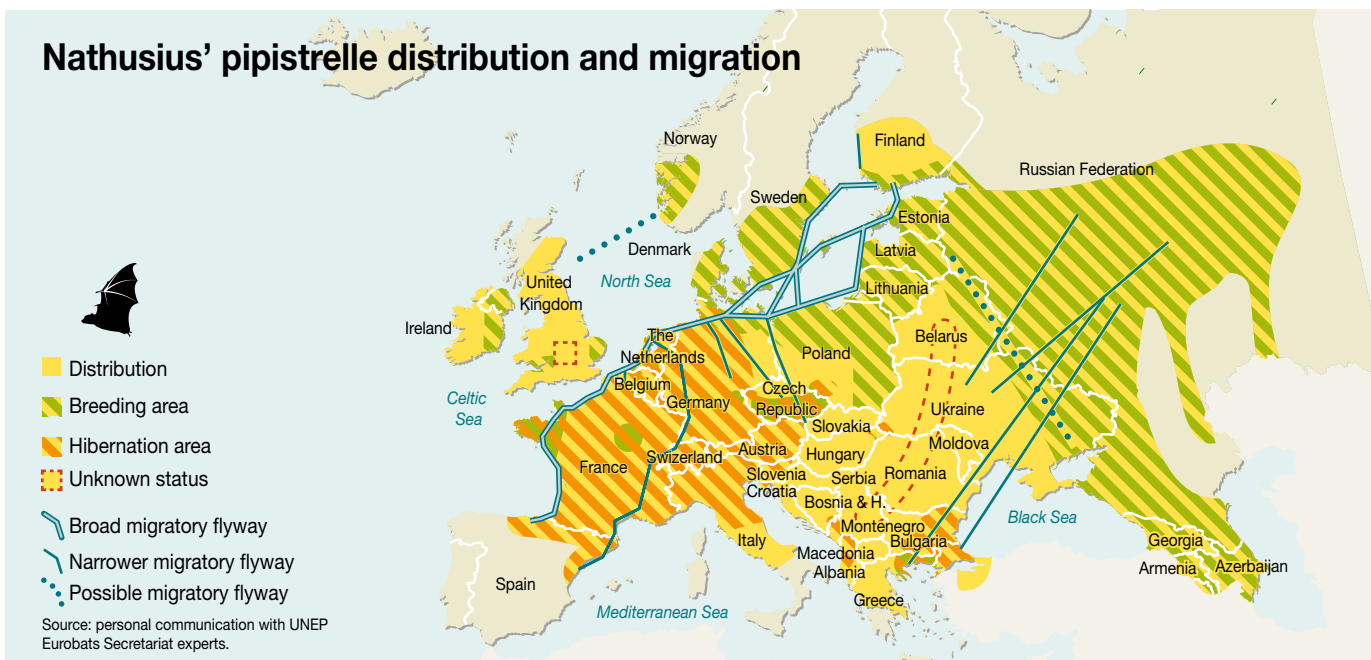 Nathusius’ pipistrelle distribution and migration
Norway
Finland
Russian Federation
Sweden
Estonia
Denmark
North Sea
Latvia
United
Kingdom
Lithuania
Ireland
The
Netherlands
Belarus
Poland
Distribution
Belgium
Celtic
Sea
Germany
Czech
Republic
Breeding area
Ukraine
Slovakia
Hibernation area
Moldova
Austria
Hungary
Swizerland
France
Unknown status
Slovenia
Serbia
Romania
Croatia
Bosnia & H.
Black Sea
Broad migratory flyway
Montenegro
Bulgaria
Italy
Georgia
Macedonia
Narrower migratory flyway
Albania
Armenia
Azerbaijan
Spain
Possible migratory flyway
Greece
Mediterranean Sea
Source: personal communication with UNEP
Eurobats Secretariat experts.